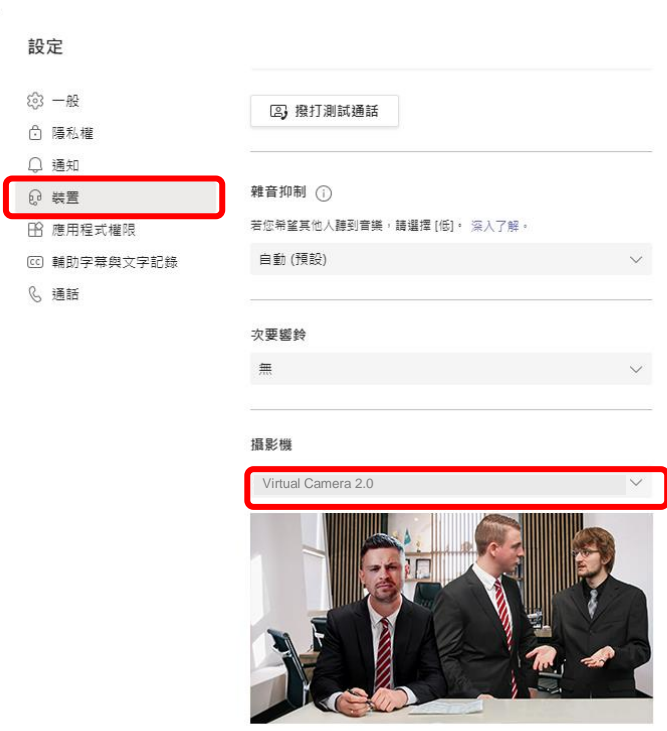 設定
一般
隱私權
通知
裝置
應用程式權限
CC 輔助字幕與文字記錄
通話
撥打測試通話
雜音抑制
若您希望其他人聽到音樂，請選擇 [低]。 深入了解。
自動 (預設)
次要響鈴
無
攝影機
Virtual Camera 2.0